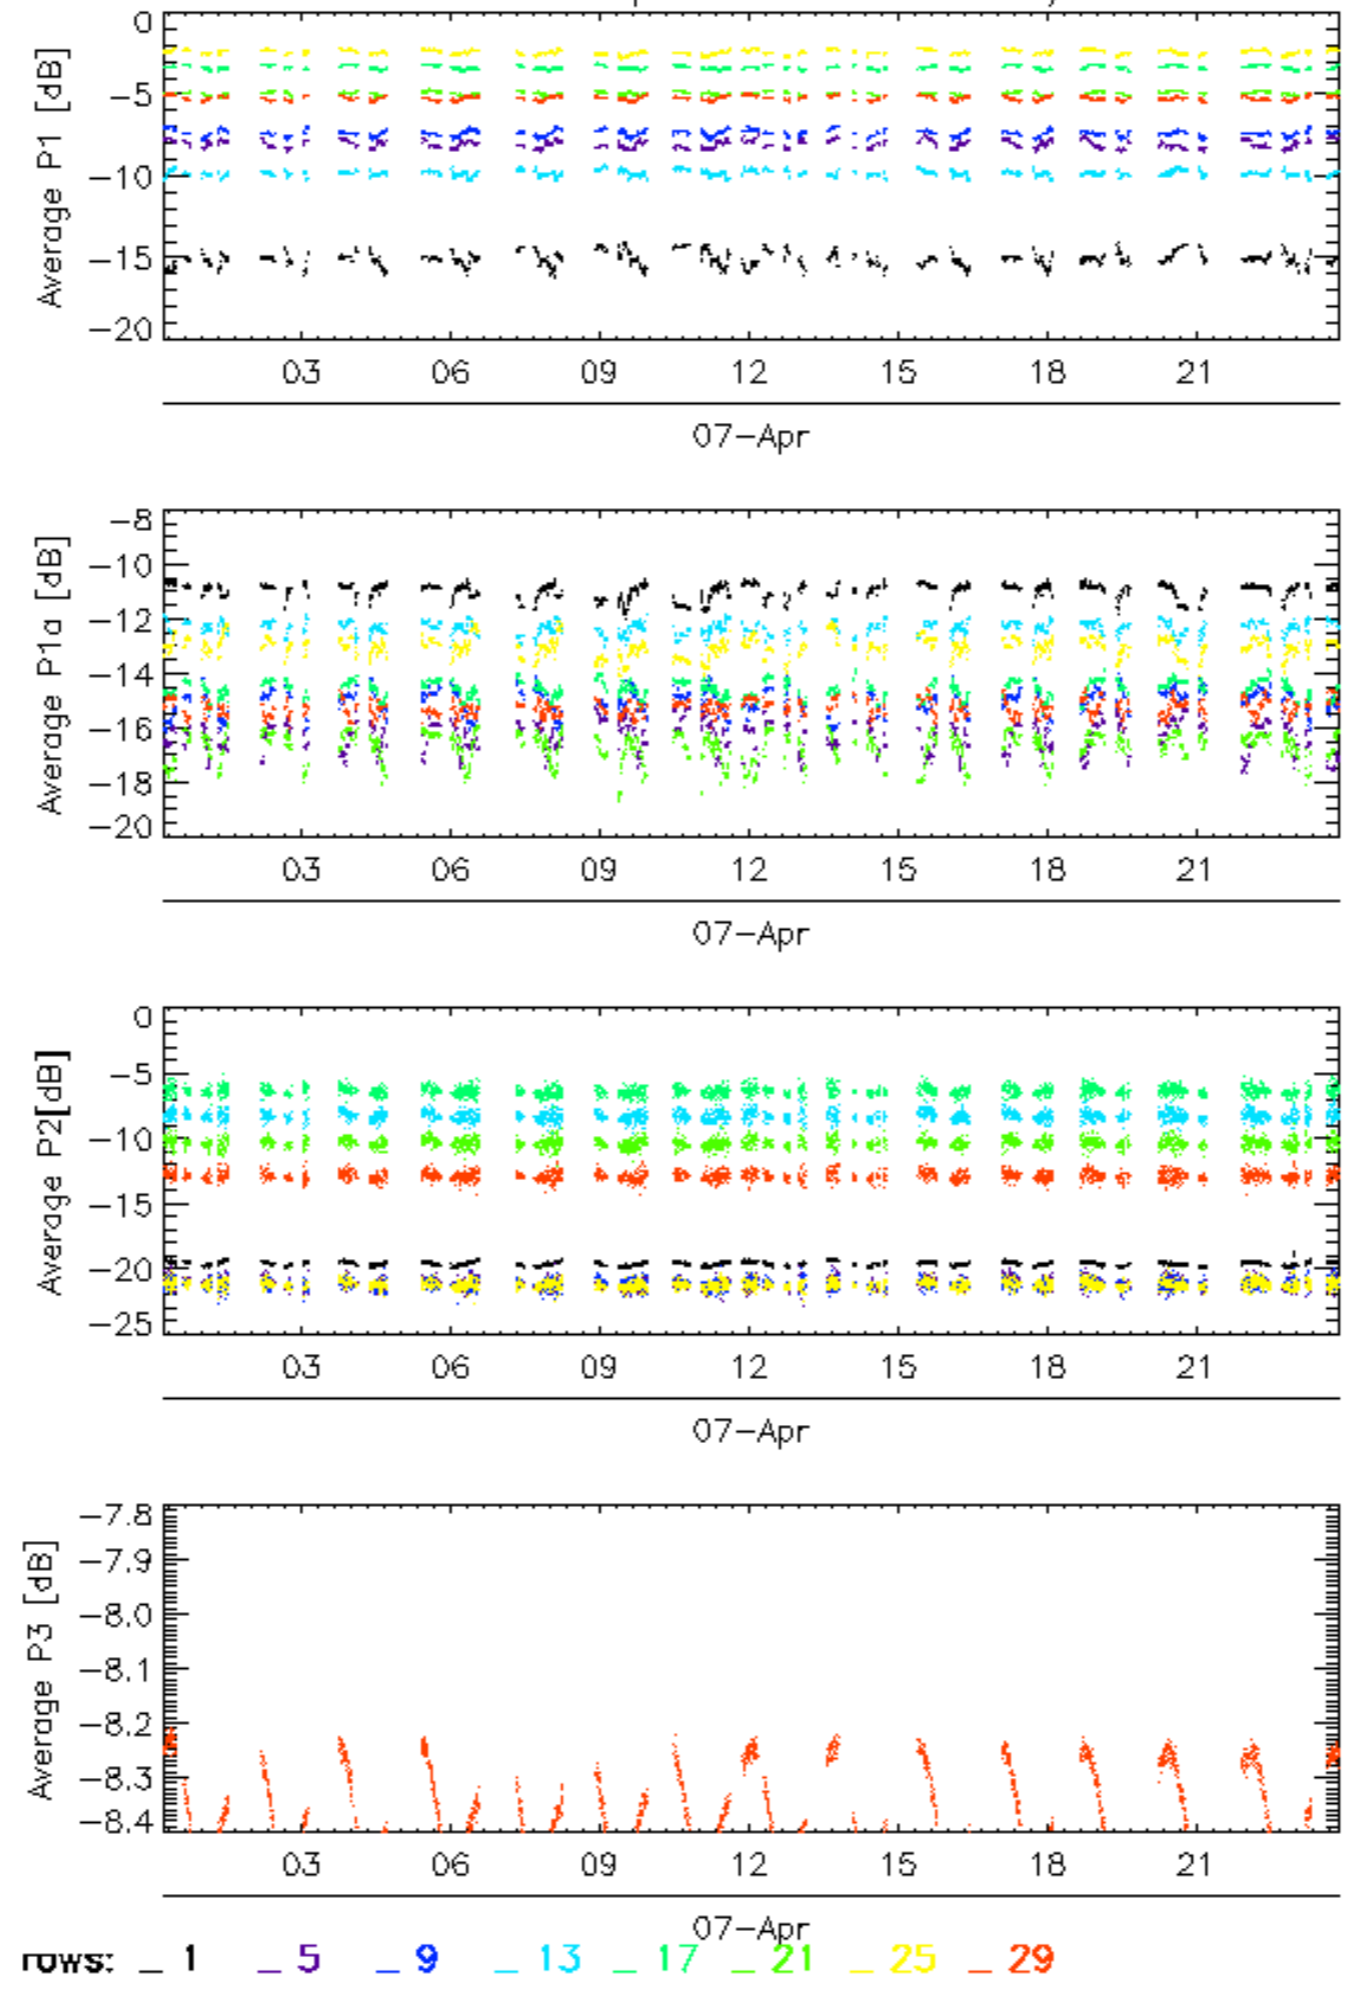 Average P1 [dB]
0
−5
−10
−15
−20
03 06 09 12 15 18 21
07−Apr
Average P1a [dB]
−8
−10
−12
−14
−16
−18
−20
03 06 09 12 15 18 21
07−Apr
Average P2[dB]
0
−5
−10
−15
−20
−25
03 06 09 12 15 18 21
07−Apr
Average P3 [dB]
−7.8
−7.9
−8.0
−8.1
−8.2
−8.3
−8.4
03 06 09 12 15 18 21
07−Apr
rows: _ 1 _ 5 _ 9 _ 13 _ 17 _ 21 _ 25 _ 29